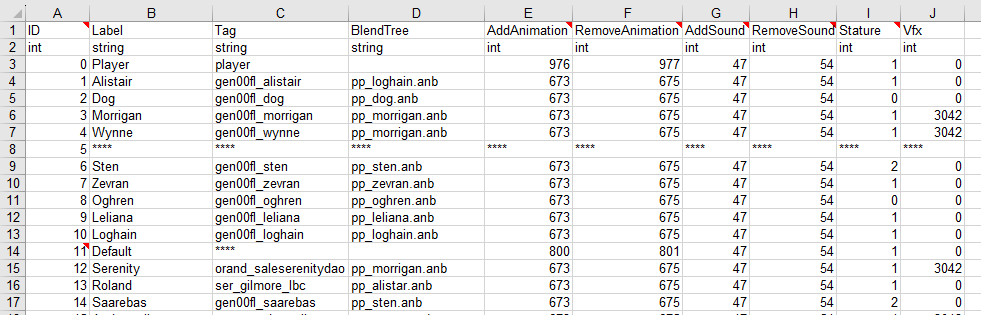 A B C D E F G H I J
1 ID Label Tag BlendTree AddAnimation RemoveAnimation AddSound RemoveSound Stature Vfx
2 int string string string int int int int int int
3 0 Player player 976 977 47 54 1 0
4 1 Alistair gen00fl_alistair pp_loghain.anb 673 675 47 54 1 0
5 2 Dog gen00fl_dog pp_dog.anb 673 675 47 54 0 0
6 3 Morrigan gen00fl_morrigan pp_morrigan.anb 673 675 47 54 1 3042
7 4 Wynne gen00fl_wynne pp_morrigan.anb 673 675 47 54 1 3042
8 5 **** **** **** **** **** **** **** **** ****
9 6 Sten gen00fl_sten pp_sten.anb 673 675 47 54 2 0
10 7 Zevran gen00fl_zevran pp_zevran.anb 673 675 47 54 1 0
11 8 Oghren gen00fl_oghren pp_oghren.anb 673 675 47 54 0 0
12 9 Leliana gen00fl_leliana pp_leliana.anb 673 675 47 54 1 0
13 10 Loghain gen00fl_loghain pp_loghain.anb 673 675 47 54 1 0
14 11 Default **** 800 801 47 54 1 0
15 12 Serenity orand_saleserenitydao pp_morrigan.anb 673 675 47 54 1 3042
16 13 Roland ser_gilmore_lbc pp_alistar.anb 673 675 47 54 1 0
17 14 Saarebas gen00fl_saarebas pp_sten.anb 673 675 47 54 2 0